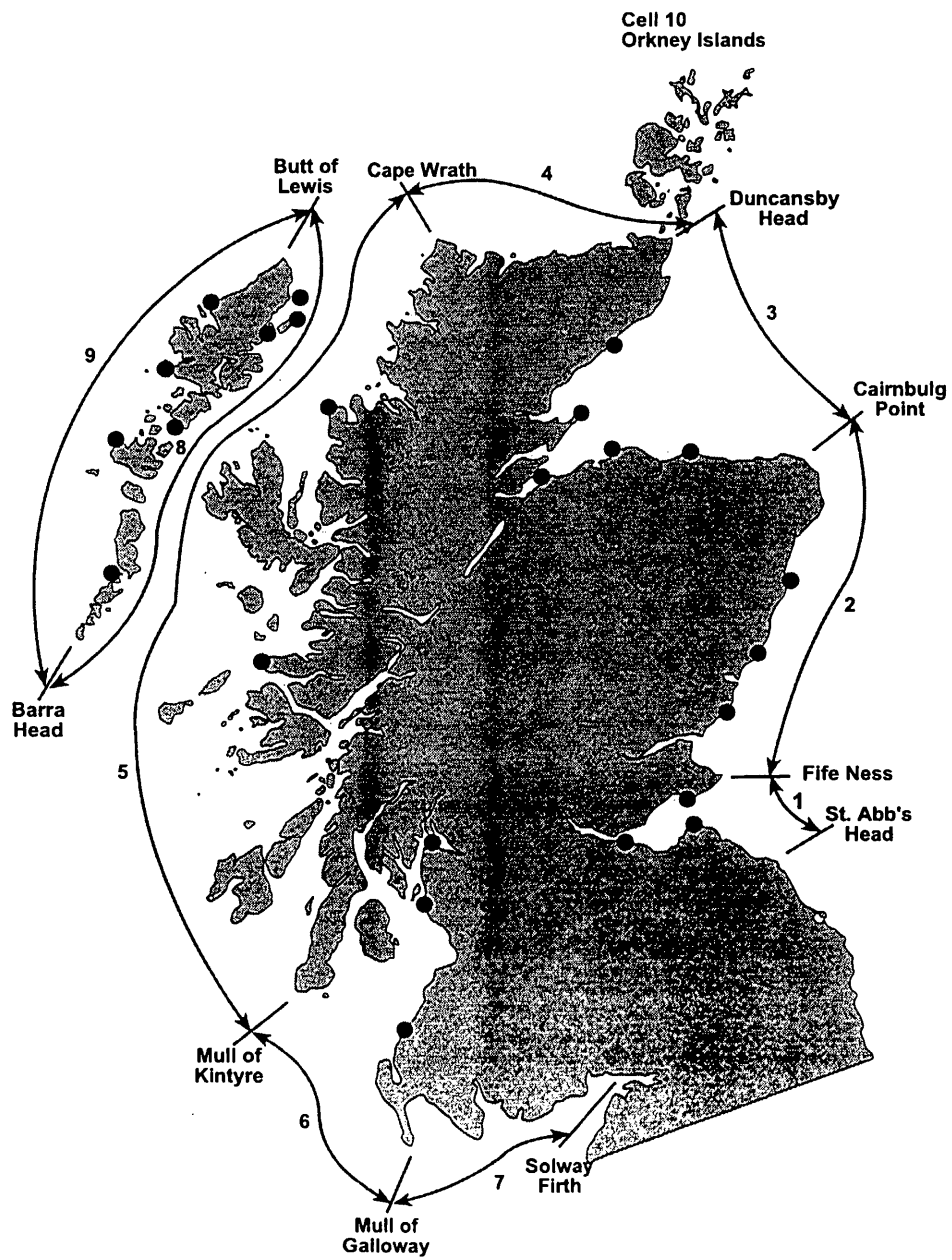 Cell 10
Orkney Islands
Butt of
Lewis
Cape Wrath
4
Duncansby
Head
3
9
Cairnbulg
Point
8
2
Barra
Head
5
Fife Ness
1
St. Abb's
Head
Mull of
Kintyre
6
Solway
Firth
7
Mull of
Galloway